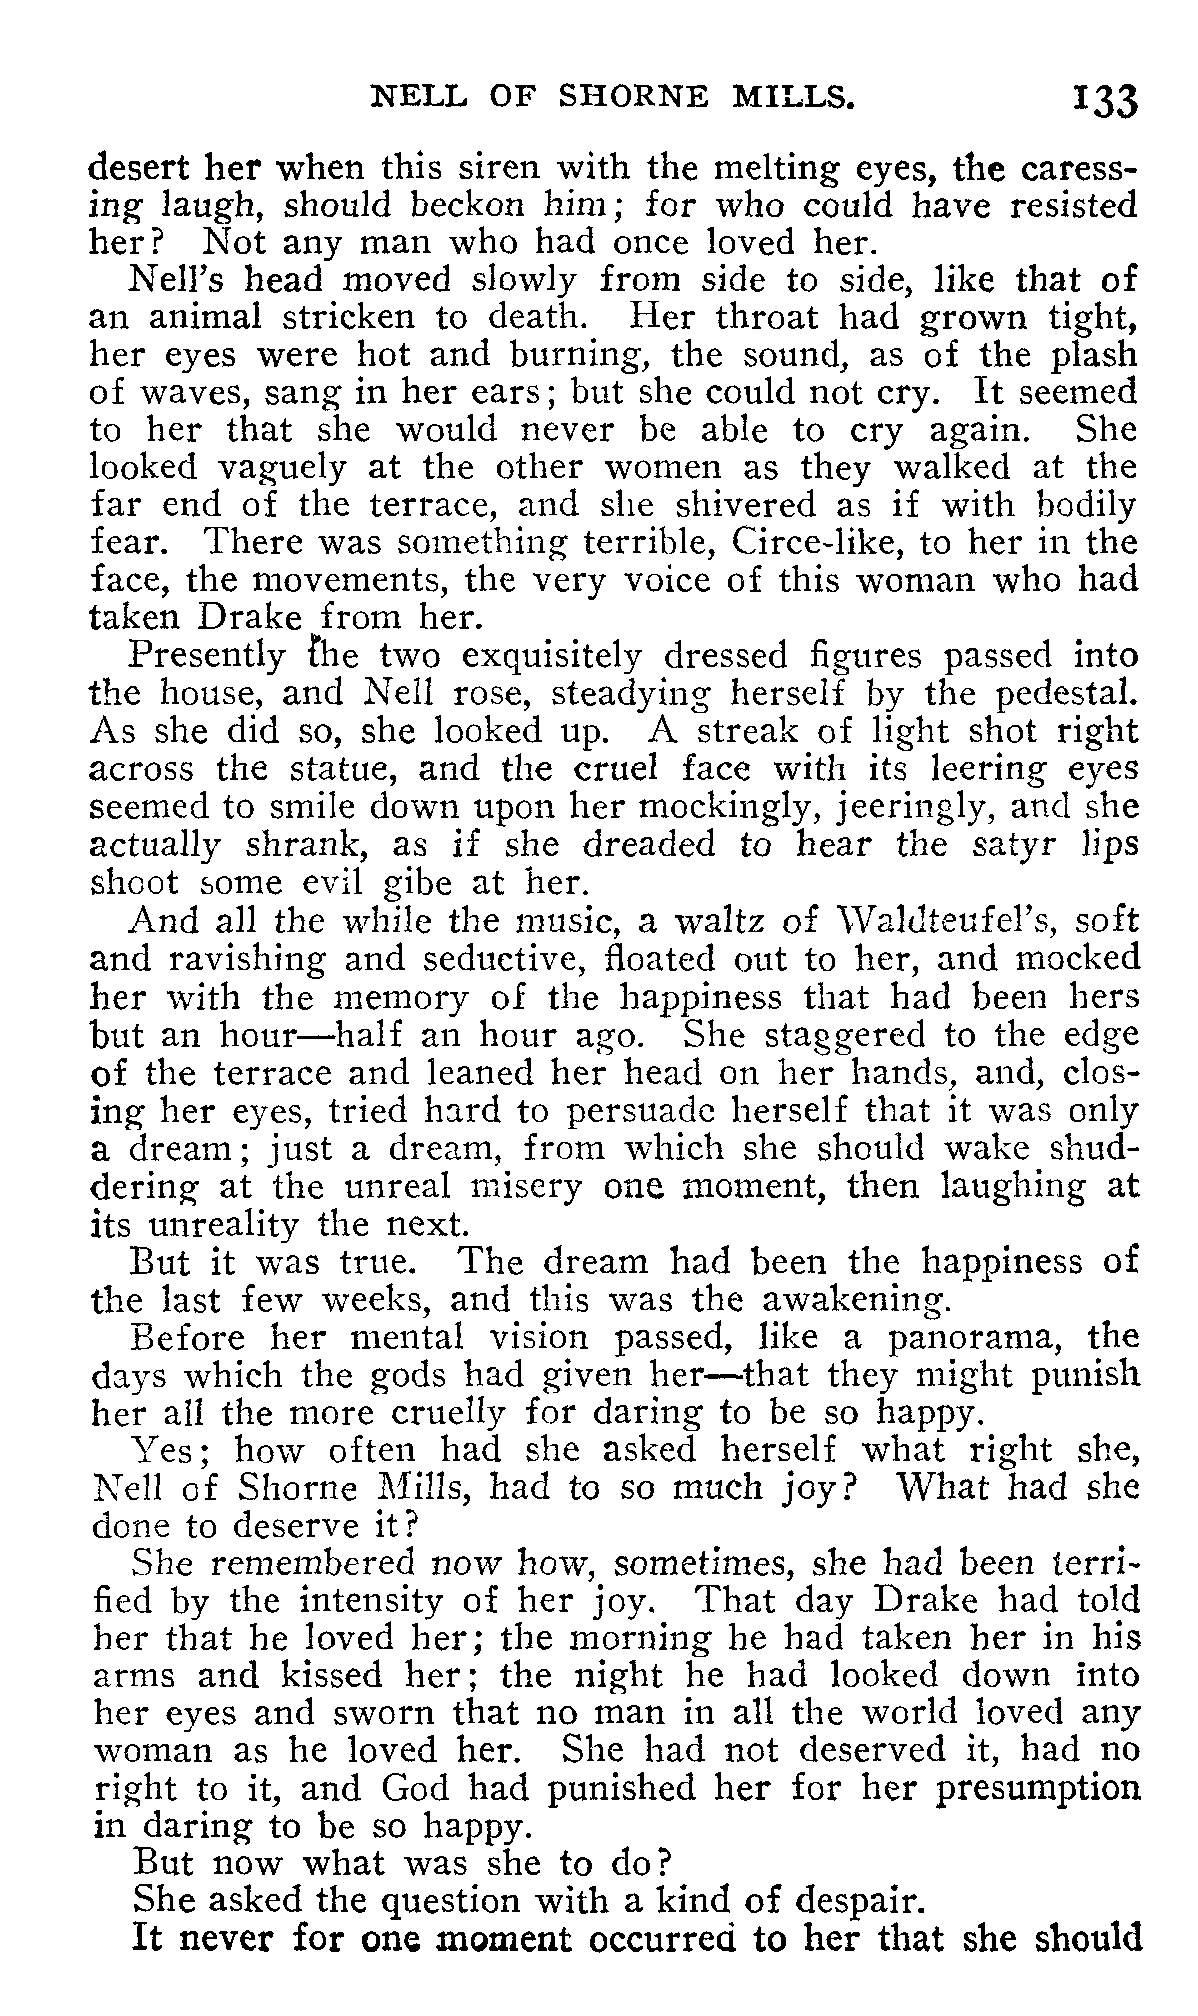 NELL OF SHORNE MILLS. 133
desert her when this siren with the melting eyes, the caress-
ing laugh, should beckon him; for who could have resisted
her? Not any man who had once loved her.
Nell's head moved slowly from side to side, like that of
an animal stricken to death. Her throat had grown tight,
her eyes were hot and burning, the sound, as of the plash
of waves, sang in her ears; but she could not cry. It seemed
to her that she would never be able to cry again. She
looked vaguely at the other women as they walked at the
far end of the terrace, and she shivered as if with bodily
fear. There was something terrible, Circe-like, to her in the
face, the movements, the very voice of this woman who had
taken Drake from her.
Presently the two exquisitely dressed figures passed into
the house, and Nell rose, steadying herself by the pedestal.
As she did so, she looked up. A streak of light shot right
across the statue, and the cruel face with its leering eyes
seemed to smile down upon her mockingly, jeeringly, and she
actually shrank, as if she dreaded to hear the satyr lips
shoot some evil gibe at her.
And all the while the music, a waltz of Waldteufel's, soft
and ravishing and seductive, floated out to her, and mocked
her with the memory of the happiness that had been hers
but an hour—half an hour ago. She staggered to the edge
of the terrace and leaned her head on her hands, and, clos-
ing her eyes, tried hard to persuade herself that it was only
a dream; just a dream, from which she should wake shud-
dering at the unreal misery one moment, then laughing at
its unreality the next.
But it was true. The dream had been the happiness of
the last few weeks, and this was the awakening.
Before her mental vision passed, like a panorama, the
days which the gods had given her—that they might punish
her all the more cruelly for daring to be so happy.
Yes; how often had she asked herself what right she,
Nell of Shorne Mills, had to so much joy? What had she
done to deserve it?
She remembered now how, sometimes, she had been terri-
fied by the intensity of her joy. That day Drake had told
her that he loved her; the morning he had taken her in his
arms and kissed her; the night he had looked down into
her eyes and sworn that no man in all the world loved any
woman as he loved her. She had not deserved it, had no
right to it, and God had punished her for her presumption
in daring to be so happy.
But now what was she to do?
She asked the question with a kind of despair.
It never for one moment occurred to her that she should